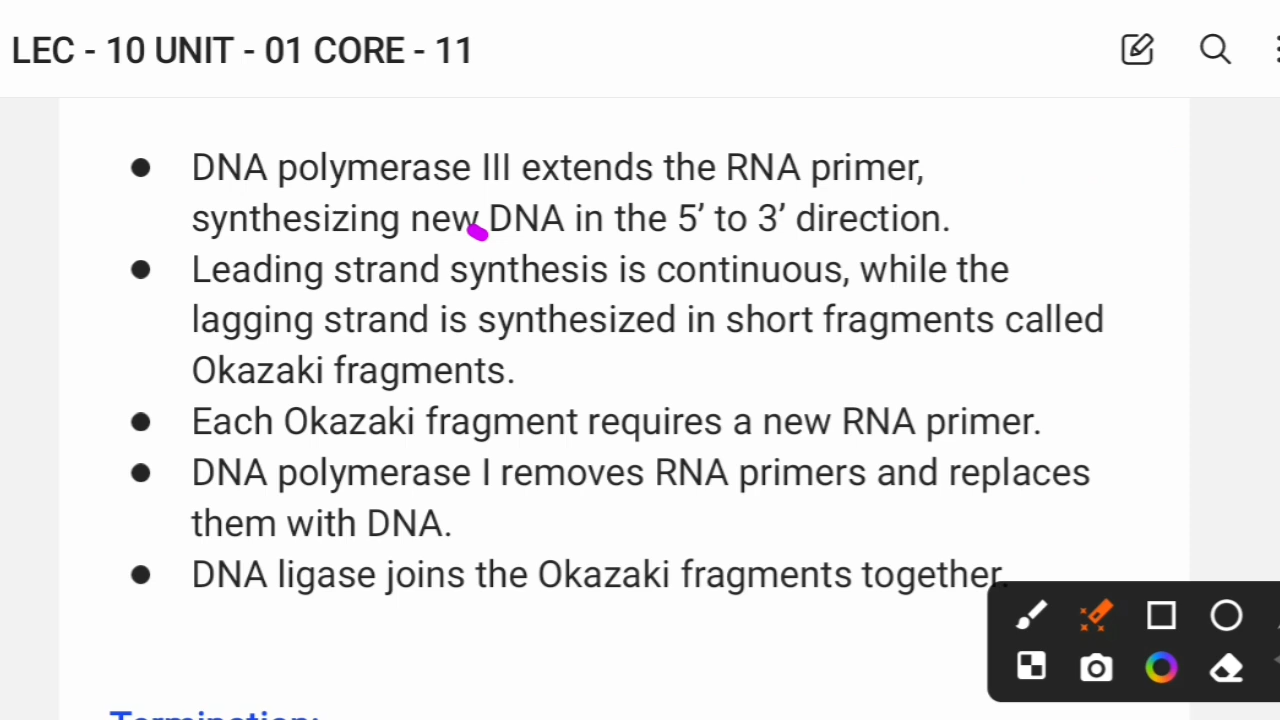 LEC - 10 UNIT - 01 CORE - 11
● DNA polymerase III extends the RNA primer,
synthesizing new DNA in the 5’ to 3’ direction.
● Leading strand synthesis is continuous, while the
lagging strand is synthesized in short fragments called
Okazaki fragments.
● Each Okazaki fragment requires a new RNA primer.
● DNA polymerase I removes RNA primers and replaces
them with DNA.
● DNA ligase joins the Okazaki fragments together.
Termination: